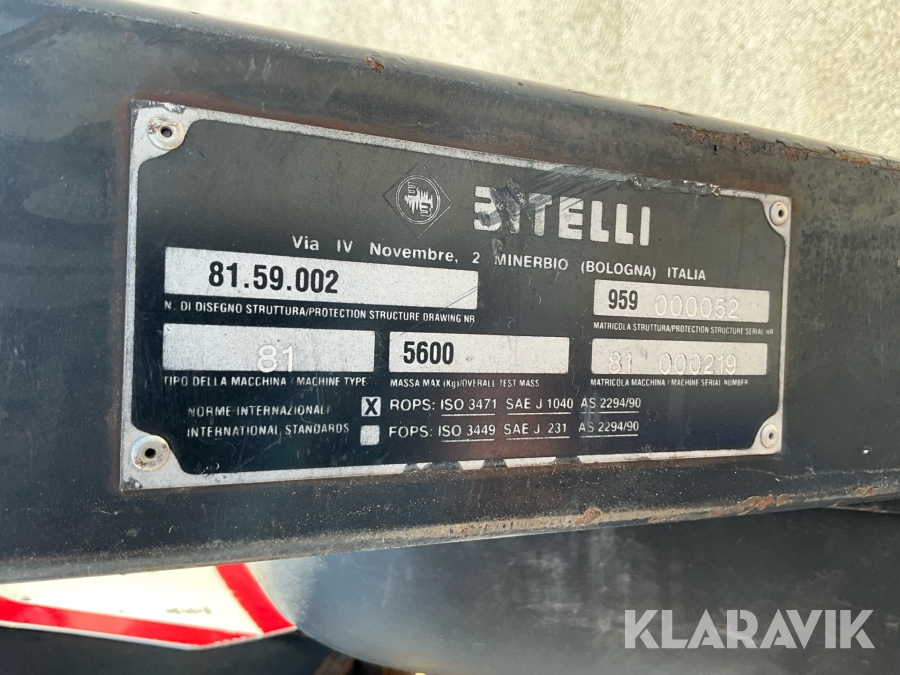 BITELLI
Via IV Novembre, 2 MINERBIO (BOLOGNA) ITALIA
81.59.002
N. DI DISEGNO STRUTTURA/PROTECTION STRUCTURE DRAWING NR
959 000052
MATRICOLA STRUTTURA/PROTECTION STRUCTURE SERIAL NR
81
TIPO DELLA MACCHINA / MACHINE TYPE
5600
MASSA MAX (Kg)/OVERALL TEST MASS
81 000219
MATRICOLA MACCHINA / MACHINE SERIAL NUMBER
NORME INTERNAZIONALI
INTERNATIONAL STANDARDS
X ROPS: ISO 3471 SAE J 1040 AS 2294/90
FOPS: ISO 3449 SAE J 231 AS 2294/90
KLARAVIK